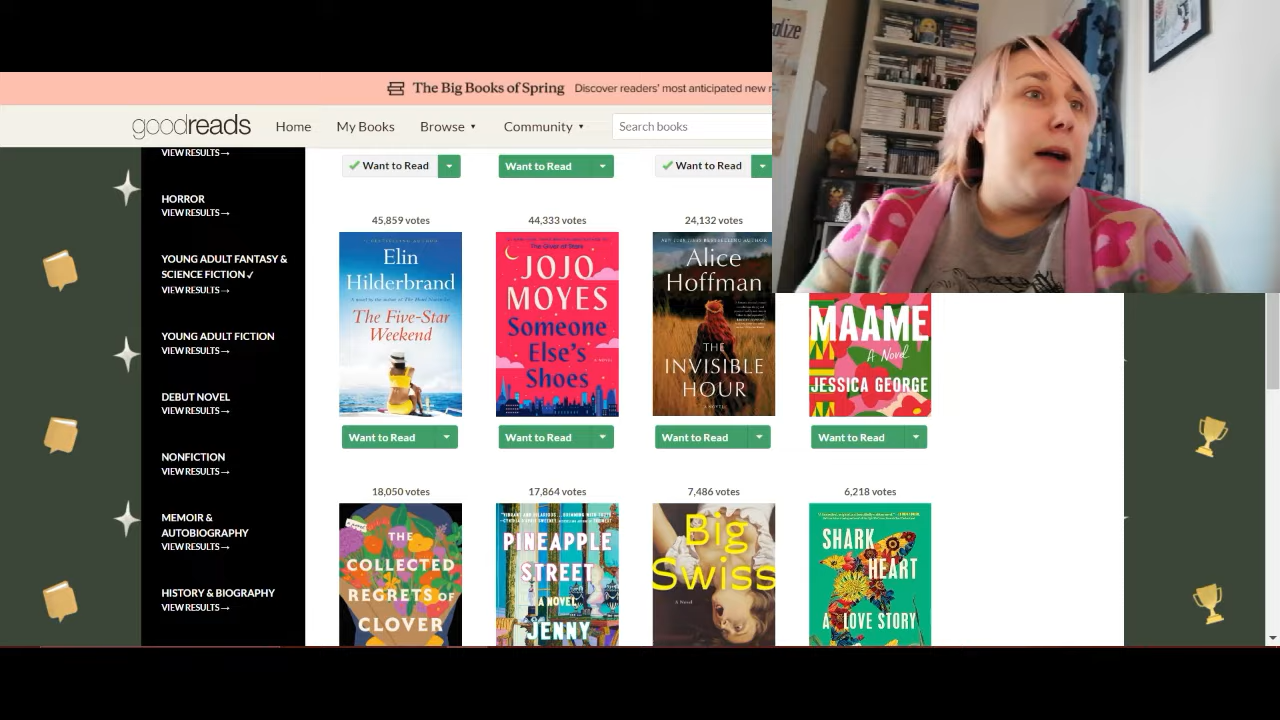 The Big Books of Spring Discover readers' most anticipated new
goodreads Home My Books Browse Community Search books
VIEW RESULTS→
HORROR
VIEW RESULTS→
YOUNG ADULT FANTASY &
SCIENCE FICTION ✓
VIEW RESULTS→
YOUNG ADULT FICTION
VIEW RESULTS→
DEBUT NOVEL
VIEW RESULTS→
NONFICTION
VIEW RESULTS→
MEMOIR &
AUTOBIOGRAPHY
VIEW RESULTS→
HISTORY & BIOGRAPHY
VIEW RESULTS→
Want to Read Want to Read Want to Read
45,859 votes 44,333 votes 24,132 votes
Elin
Hilderbrand
The Five-Star
Weekend
JOJO
MOYES
Someone
Else's
Shoes
A NOVEL
Alice
Hoffman
THE
INVISIBLE
HOUR
A NOVEL
MAAME
A Novel
JESSICA GEORGE
Want to Read Want to Read Want to Read Want to Read
18,050 votes 17,864 votes 7,486 votes 6,218 votes
THE
COLLECTED
REGRETS OF
CLOVER
PINEAPPLE
STREET
A NOVEL
JENNY
Big
Swiss
A Novel
SHARK
HEART
A LOVE STORY